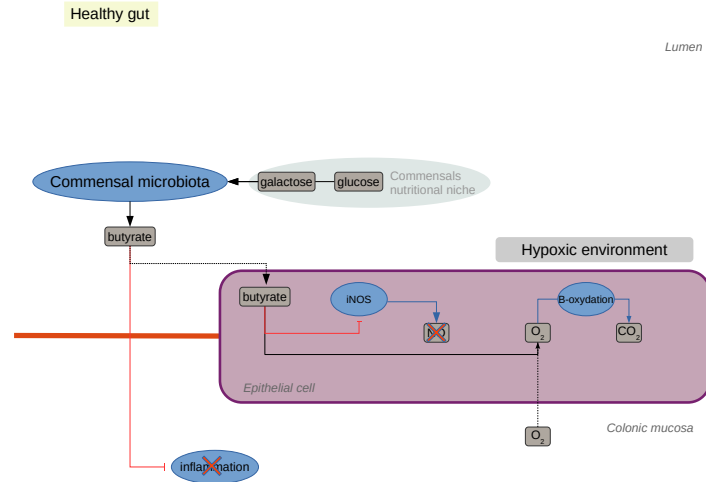 Healthy gut
Lumen
Commensal microbiota
galactose
glucose
Commensals
nutritional niche
butyrate
Hypoxic environment
butyrate
iNOS
B-oxydation
NO
O2
CO2
Epithelial cell
Colonic mucosa
O2
inflammation